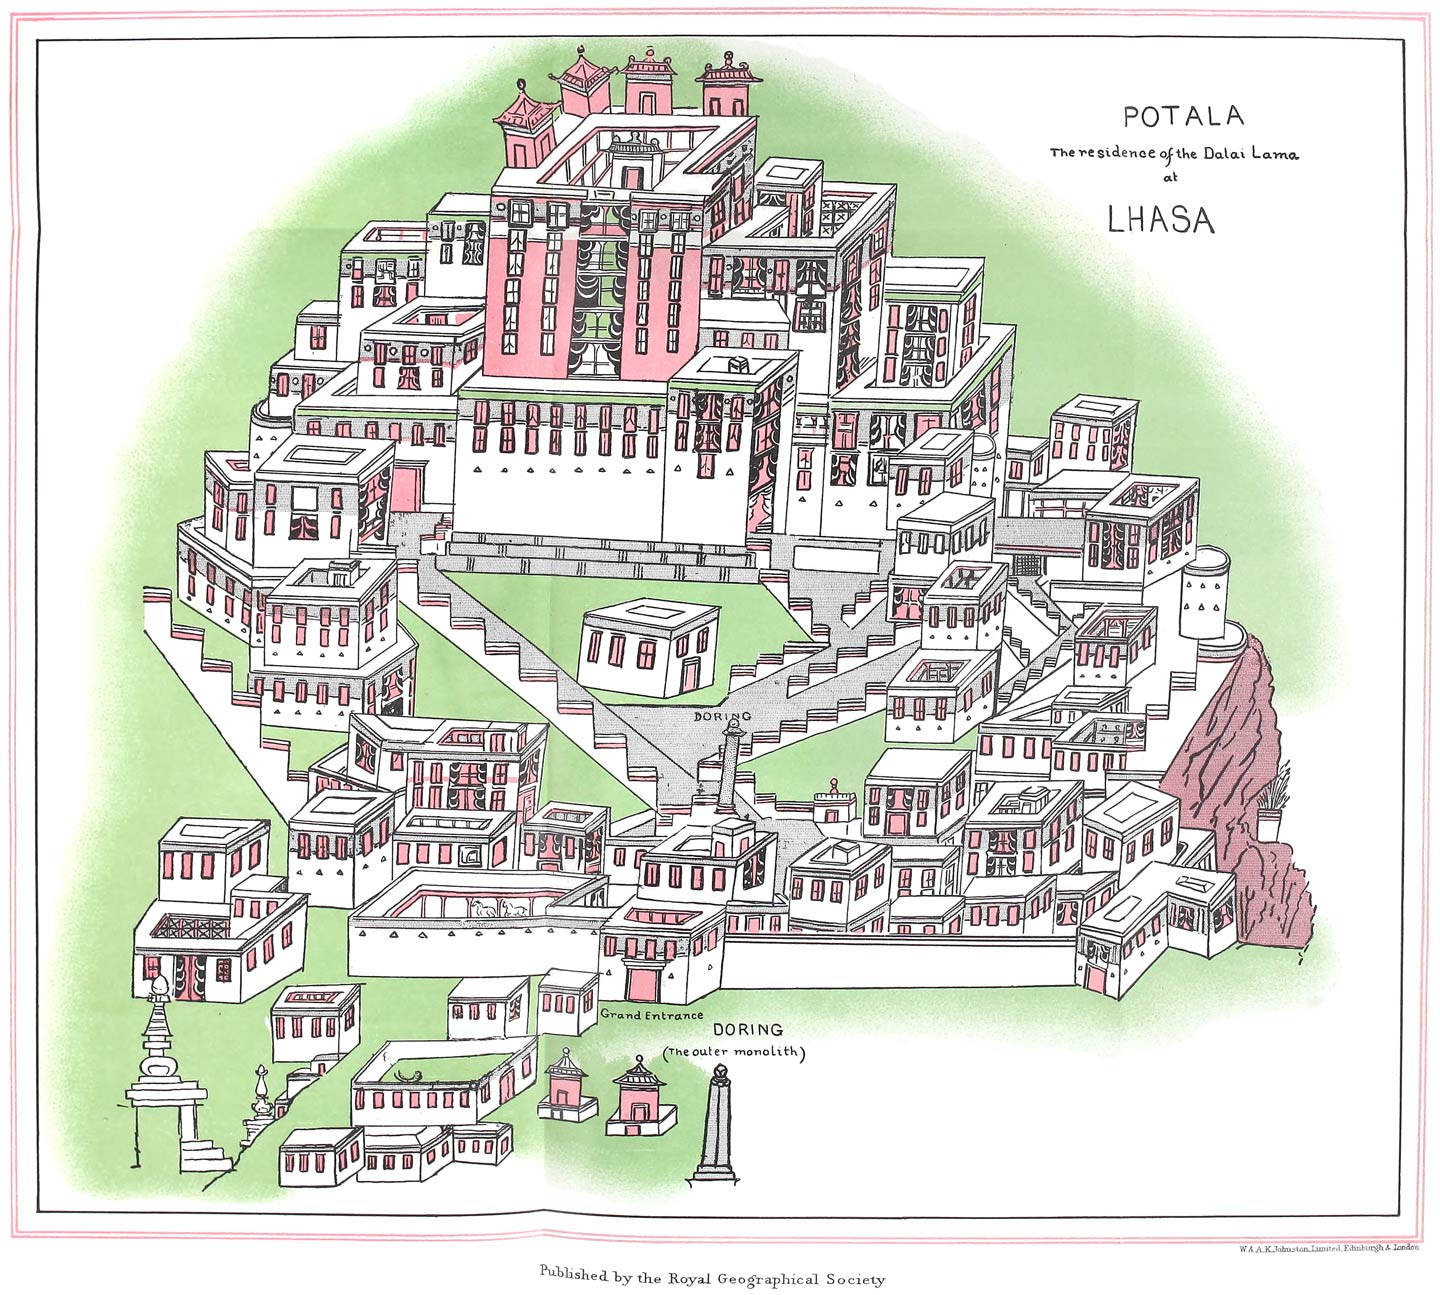 POTALA
The residence of the Dalai Lama
at
LHASA
DORING
Grand Entrance
DORING
(The outer monolith)
W. & A. K. Johnston, Limited, Edinburgh & London.
Published by the Royal Geographical Society